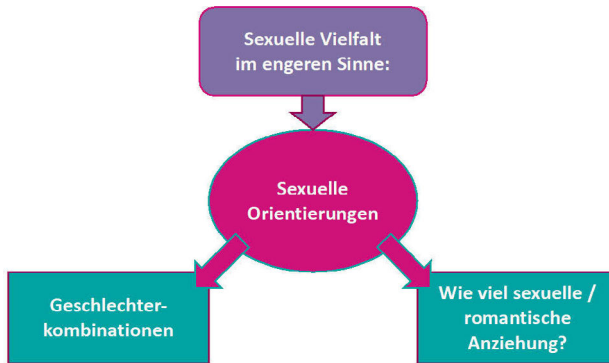 Sexuelle Vielfalt
im engeren Sinne:
Sexuelle
Orientierungen
Geschlechter-
kombinationen
Wie viel sexuelle /
romantische
Anziehung?